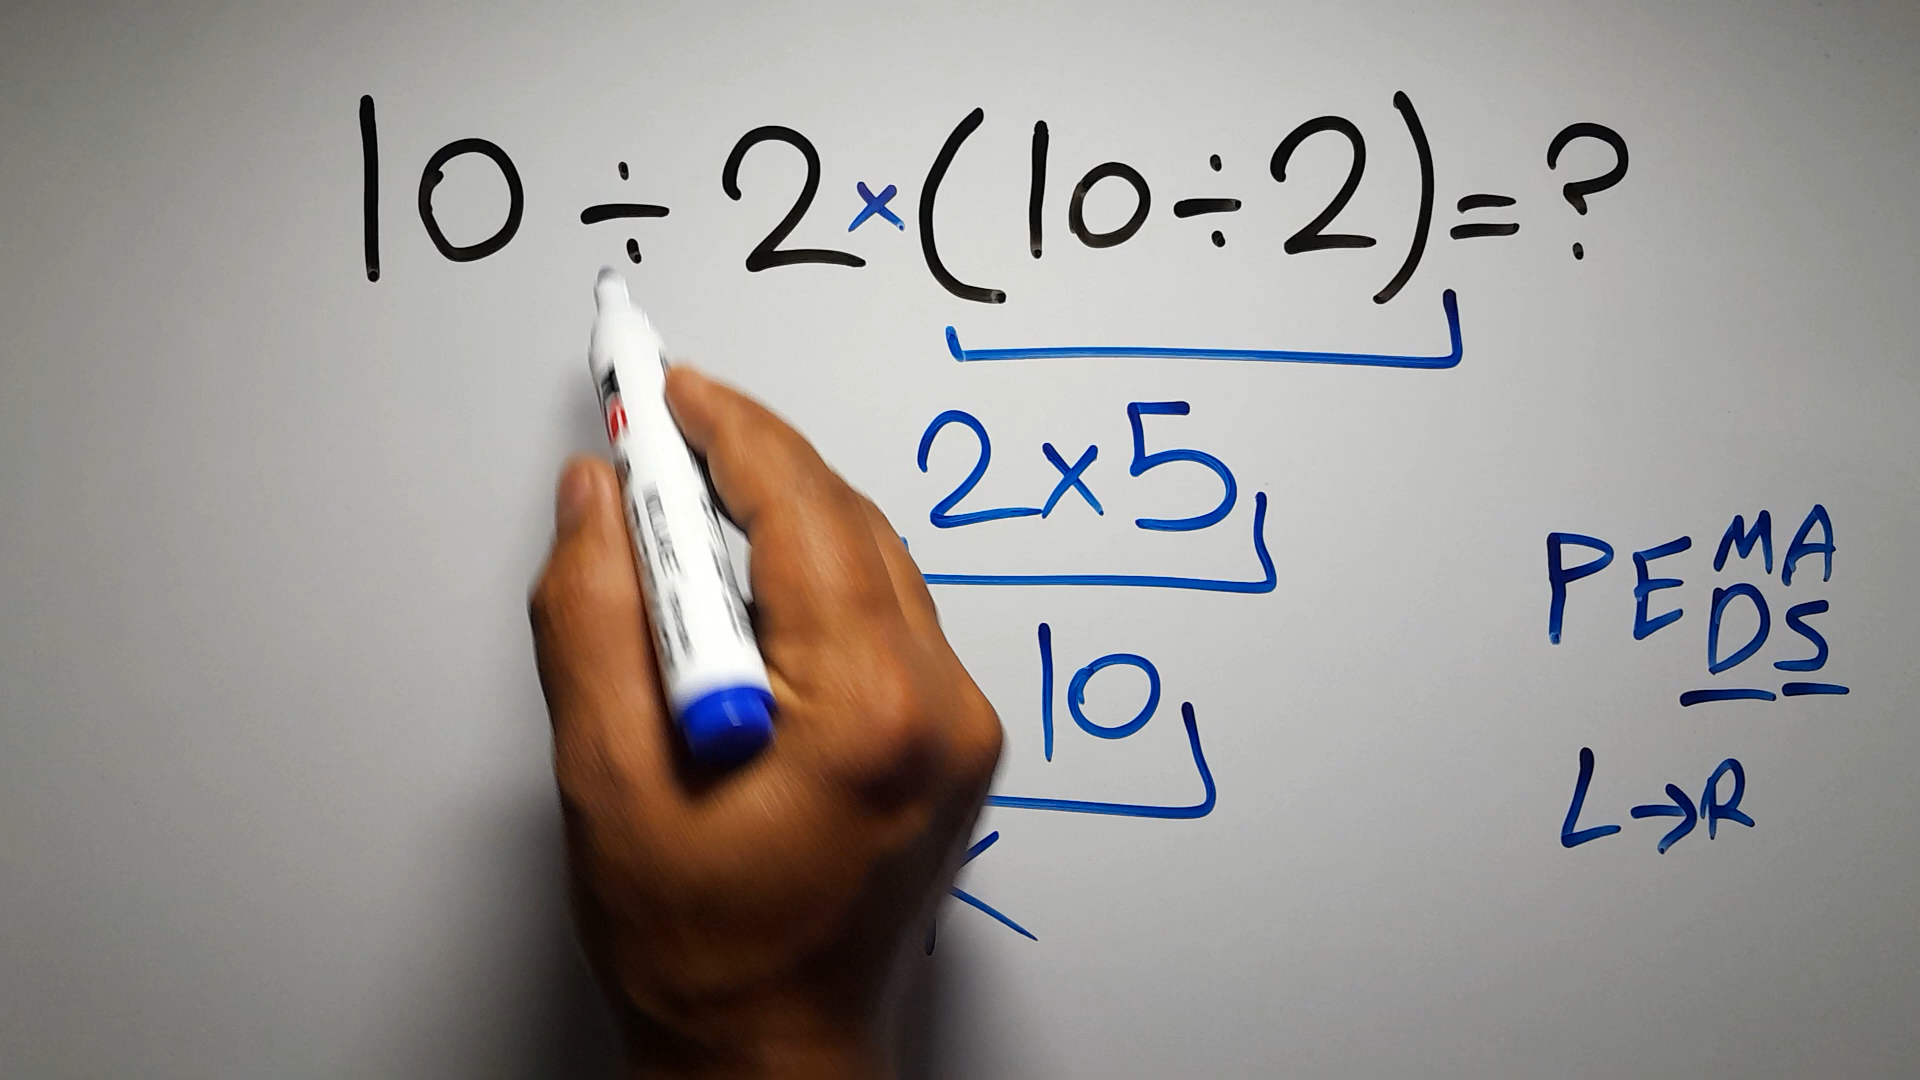 10 ÷ 2 × (10 ÷ 2) = ?
2 × 5
10
PEMA
DS
L → R